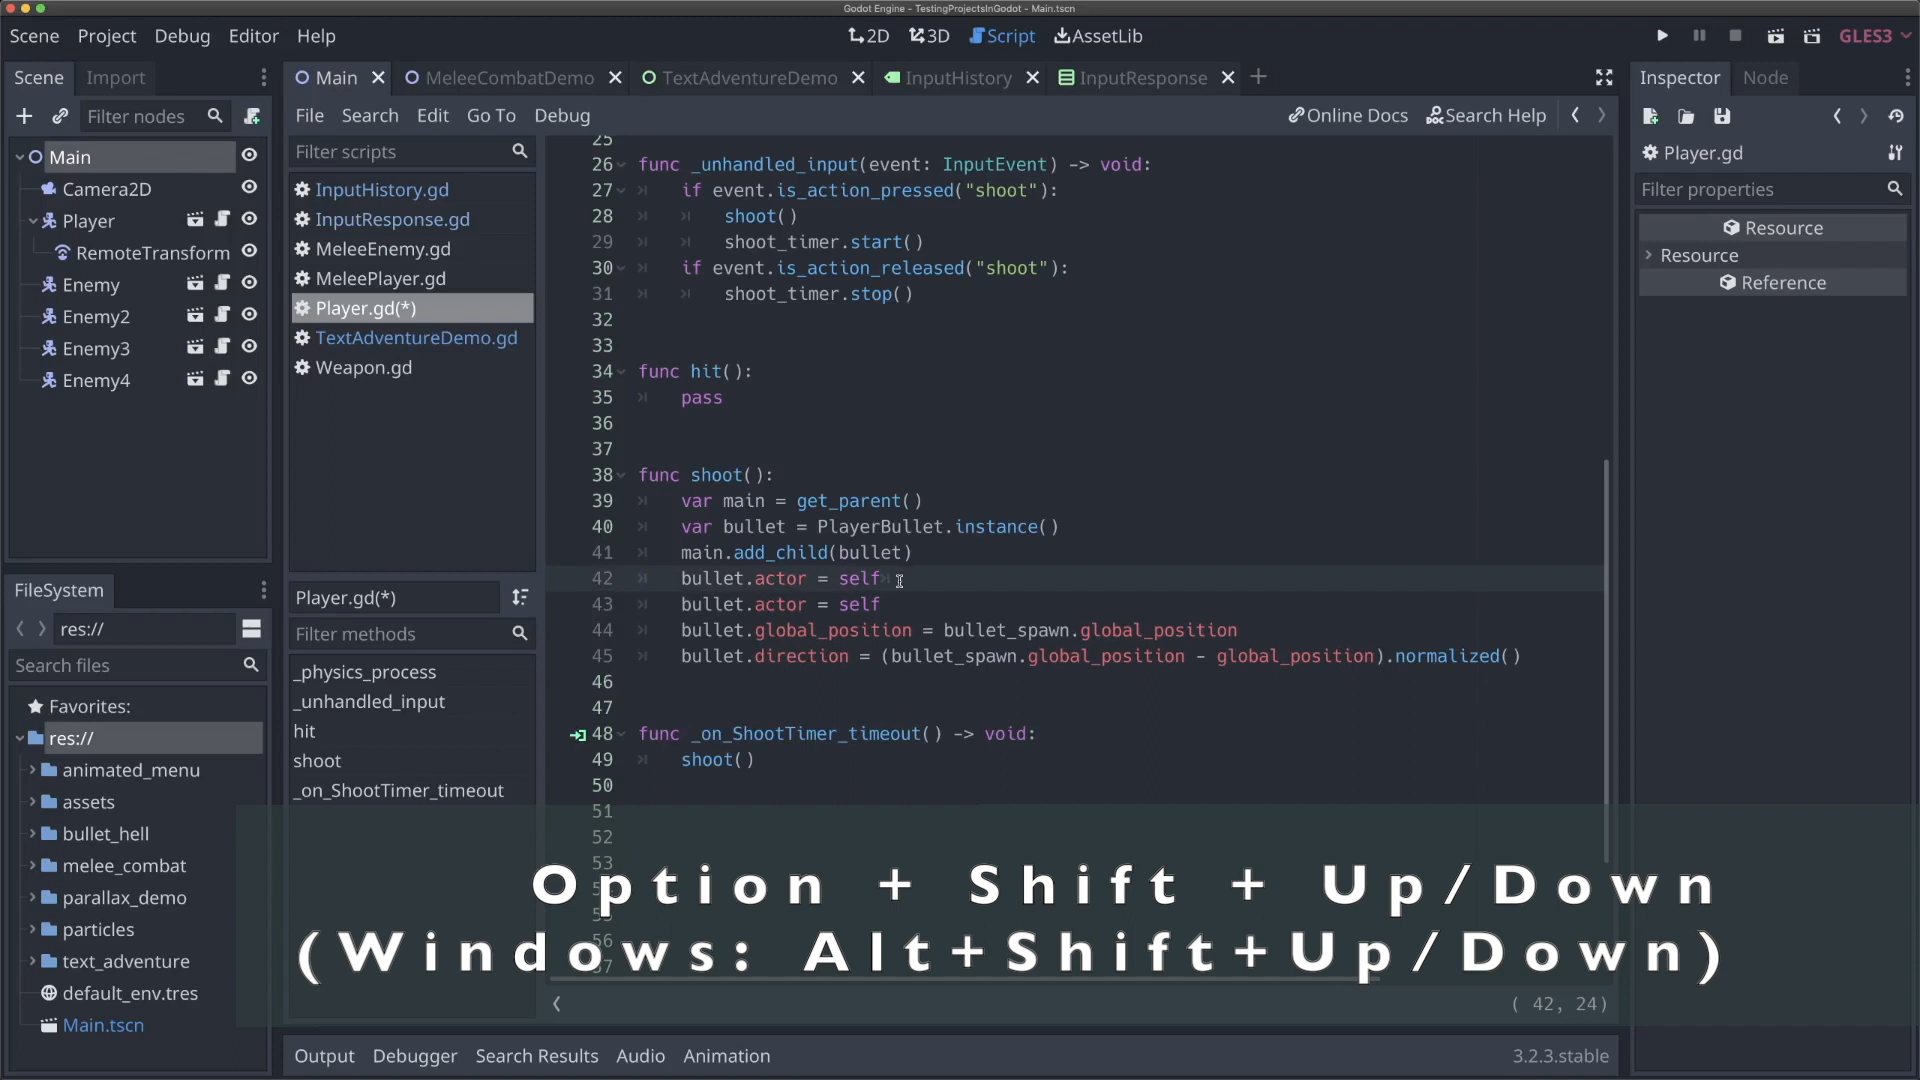 Godot Engine - TestingProjectsInGodot - Main.tscn
Scene Project Debug Editor Help
2D 3D Script AssetLib
GLES3
Scene Import
Main MeleeCombatDemo TextAdventureDemo InputHistory InputResponse
Inspector Node
Filter nodes
File Search Edit Go To Debug
Online Docs Search Help
Main
Camera2D
Player
RemoteTransform
Enemy
Enemy2
Enemy3
Enemy4
Filter scripts
InputHistory.gd
InputResponse.gd
MeleeEnemy.gd
MeleePlayer.gd
Player.gd(*)
TextAdventureDemo.gd
Weapon.gd
Player.gd(*)
Filter methods
_physics_process
_unhandled_input
hit
shoot
_on_ShootTimer_timeout
25
26 func _unhandled_input(event: InputEvent) -> void:
27 if event.is_action_pressed("shoot"):
28 shoot()
29 shoot_timer.start()
30 if event.is_action_released("shoot"):
31 shoot_timer.stop()
32
33
34 func hit():
35 pass
36
37
38 func shoot():
39 var main = get_parent()
40 var bullet = PlayerBullet.instance()
41 main.add_child(bullet)
42 bullet.actor = self
43 bullet.actor = self
44 bullet.global_position = bullet_spawn.global_position
45 bullet.direction = (bullet_spawn.global_position - global_position).normalized()
46
47
48 func _on_ShootTimer_timeout() -> void:
49 shoot()
50
51
52
53
56
( 42, 24)
Player.gd
Filter properties
Resource
Resource
Reference
FileSystem
res://
Search files
Favorites:
res://
animated_menu
assets
bullet_hell
melee_combat
parallax_demo
particles
text_adventure
default_env.tres
Main.tscn
Option + Shift + Up/Down
(Windows: Alt+Shift+Up/Down)
Output Debugger Search Results Audio Animation
3.2.3.stable